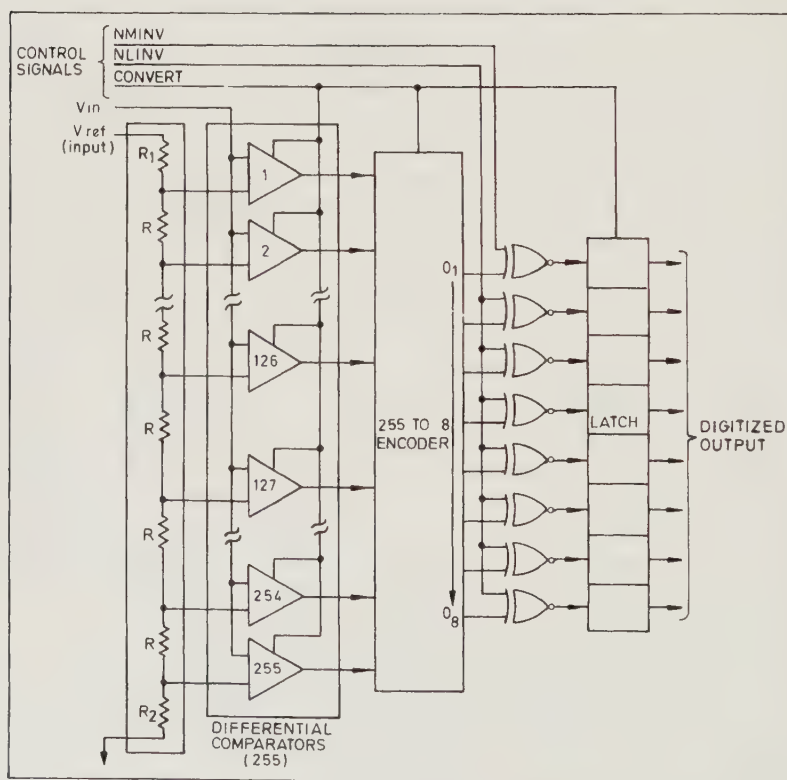 NMINV
NLINV
CONVERT
CONTROL
SIGNALS
Vin
Vref
(input)
R1
R
R
R
R
R
R2
1
2
126
127
254
255
255 TO 8
ENCODER
O1
O8
LATCH
DIGITIZED
OUTPUT
DIFFERENTIAL
COMPARATORS
(255)